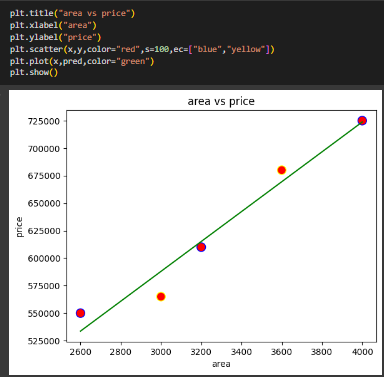 plt.title("area vs price")
plt.xlabel("area")
plt.ylabel("price")
plt.scatter(x,y,color="red",s=100,ec=["blue","yellow"])
plt.plot(x,pred,color="green")
plt.show()
area vs price
725000
700000
675000
650000
625000
600000
575000
550000
525000
price
2600 2800 3000 3200 3400 3600 3800 4000
area